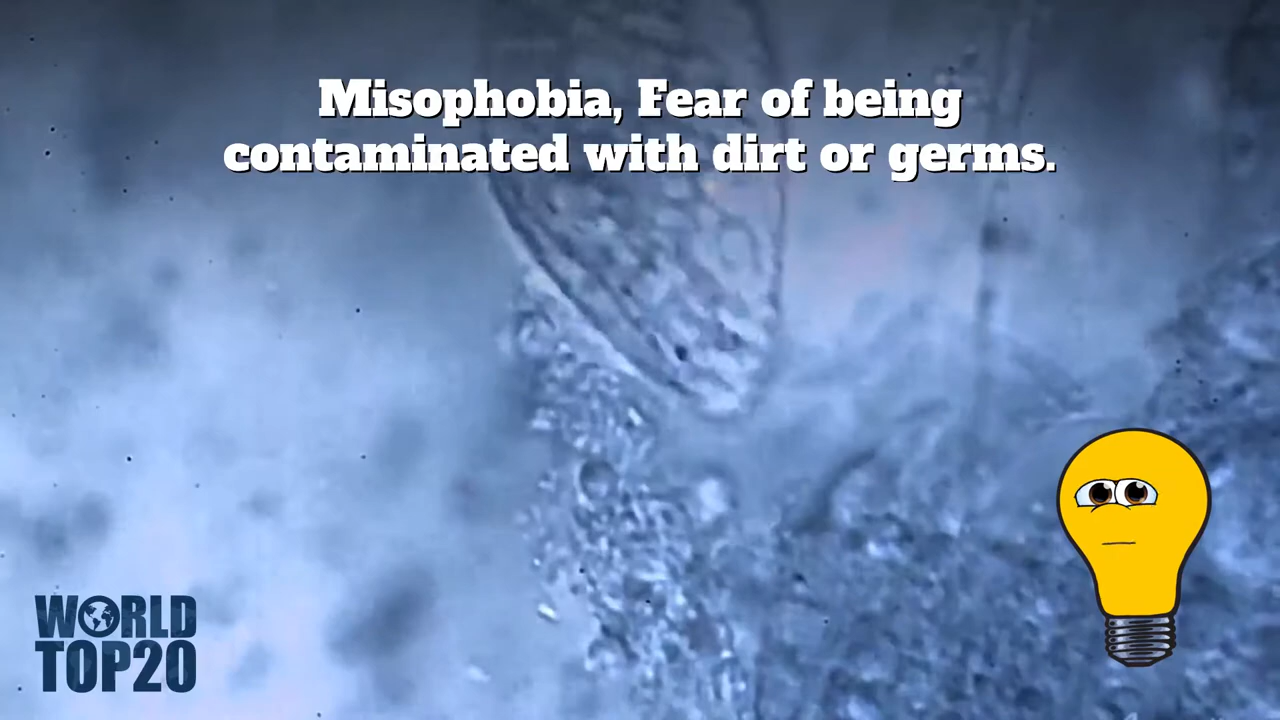 Misophobia, Fear of being
contaminated with dirt or germs.
WORLD
TOP20